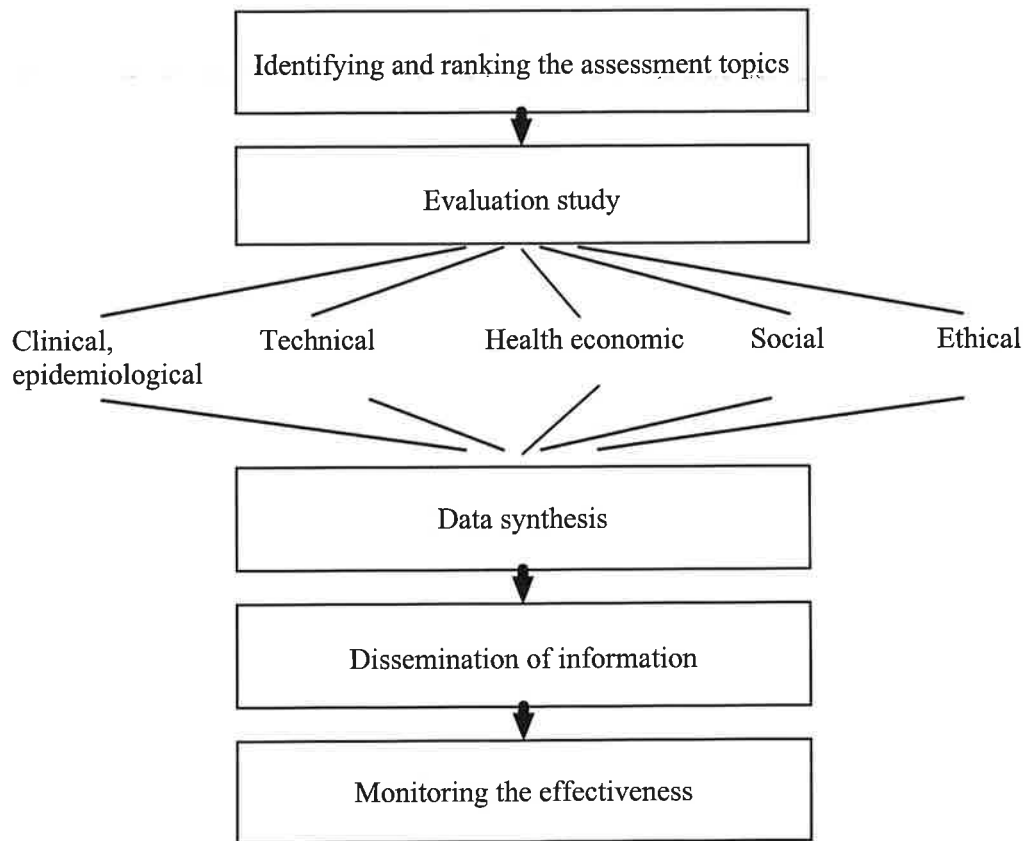 Identifying and ranking the assessment topics
Evaluation study
Clinical,
epidemiological
Technical
Health economic
Social
Ethical
Data synthesis
Dissemination of information
Monitoring the effectiveness